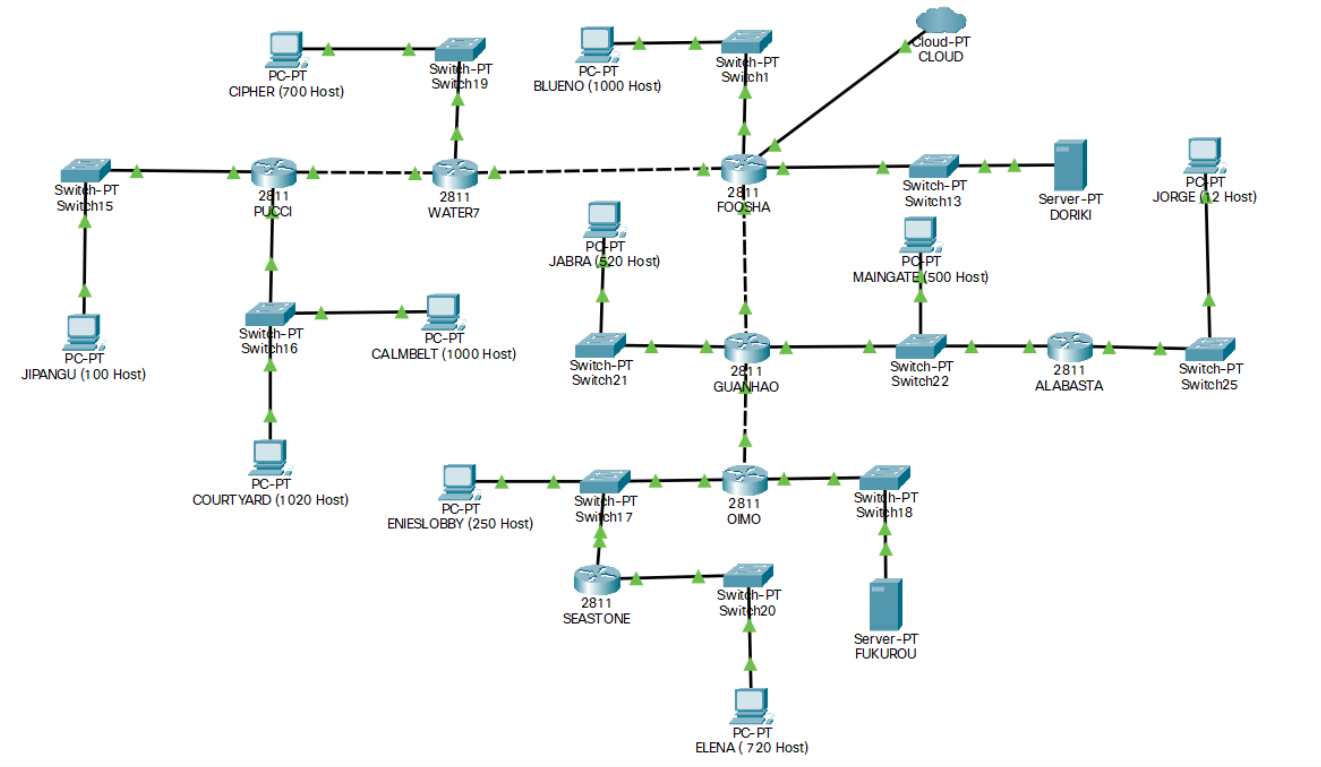 PC-PT
CIPHER (700 Host)
Switch-PT
Switch19
PC-PT
BLUENO (1000 Host)
Switch-PT
Switch1
Cloud-PT
CLOUD
Switch-PT
Switch15
2811
PUCCI
2811
WATER7
2811
FOOSHA
Switch-PT
Switch13
Server-PT
DORIKI
PC-PT
JORGE (12 Host)
PC-PT
JABRA (520 Host)
PC-PT
MAINGATE (500 Host)
PC-PT
JIPANGU (100 Host)
Switch-PT
Switch16
PC-PT
CALMBELT (1000 Host)
Switch-PT
Switch21
2811
GUANHAO
Switch-PT
Switch22
2811
ALABASTA
Switch-PT
Switch25
PC-PT
COURTYARD (1020 Host)
PC-PT
ENIESLOBBY (250 Host)
Switch-PT
Switch17
2811
OIMO
Switch-PT
Switch18
2811
SEASTONE
Switch-PT
Switch20
Server-PT
FUKUROU
PC-PT
ELENA ( 720 Host)